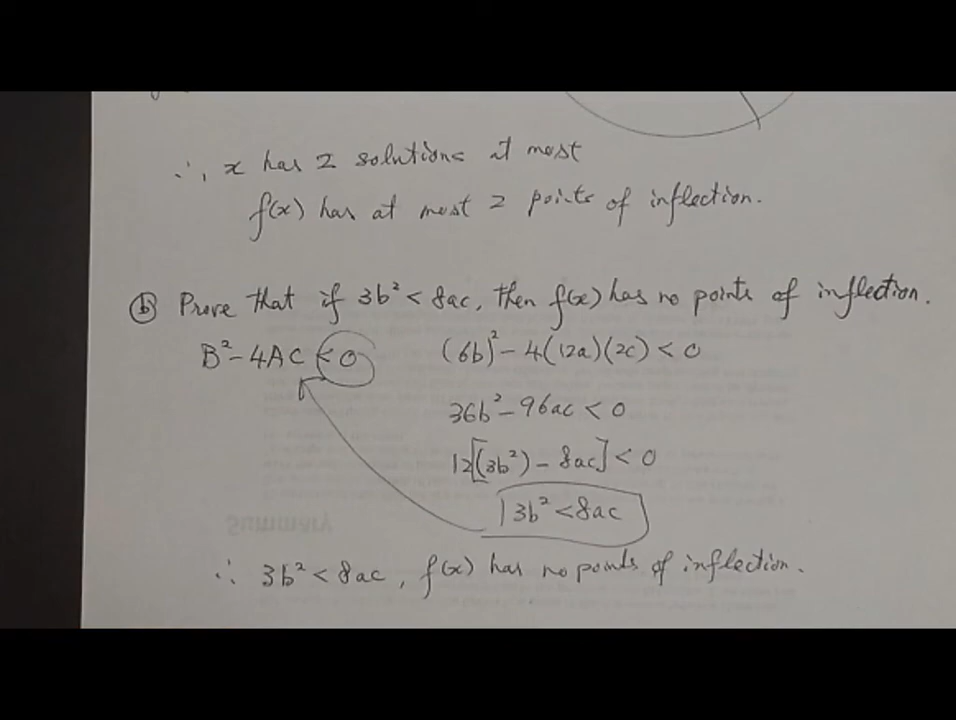 ∴, x has 2 solutions at most
f(x) has at most 2 points of inflection.
ⓑ Prove that if 3b² < 8ac, then f(x) has no points of inflection.
B² - 4AC < 0 (6b)² - 4(12a)(2c) < 0
36b² - 96ac < 0
12[(3b²) - 8ac] < 0
3b² < 8ac
Summary
∴ 3b² < 8ac, f(x) has no points of inflection.